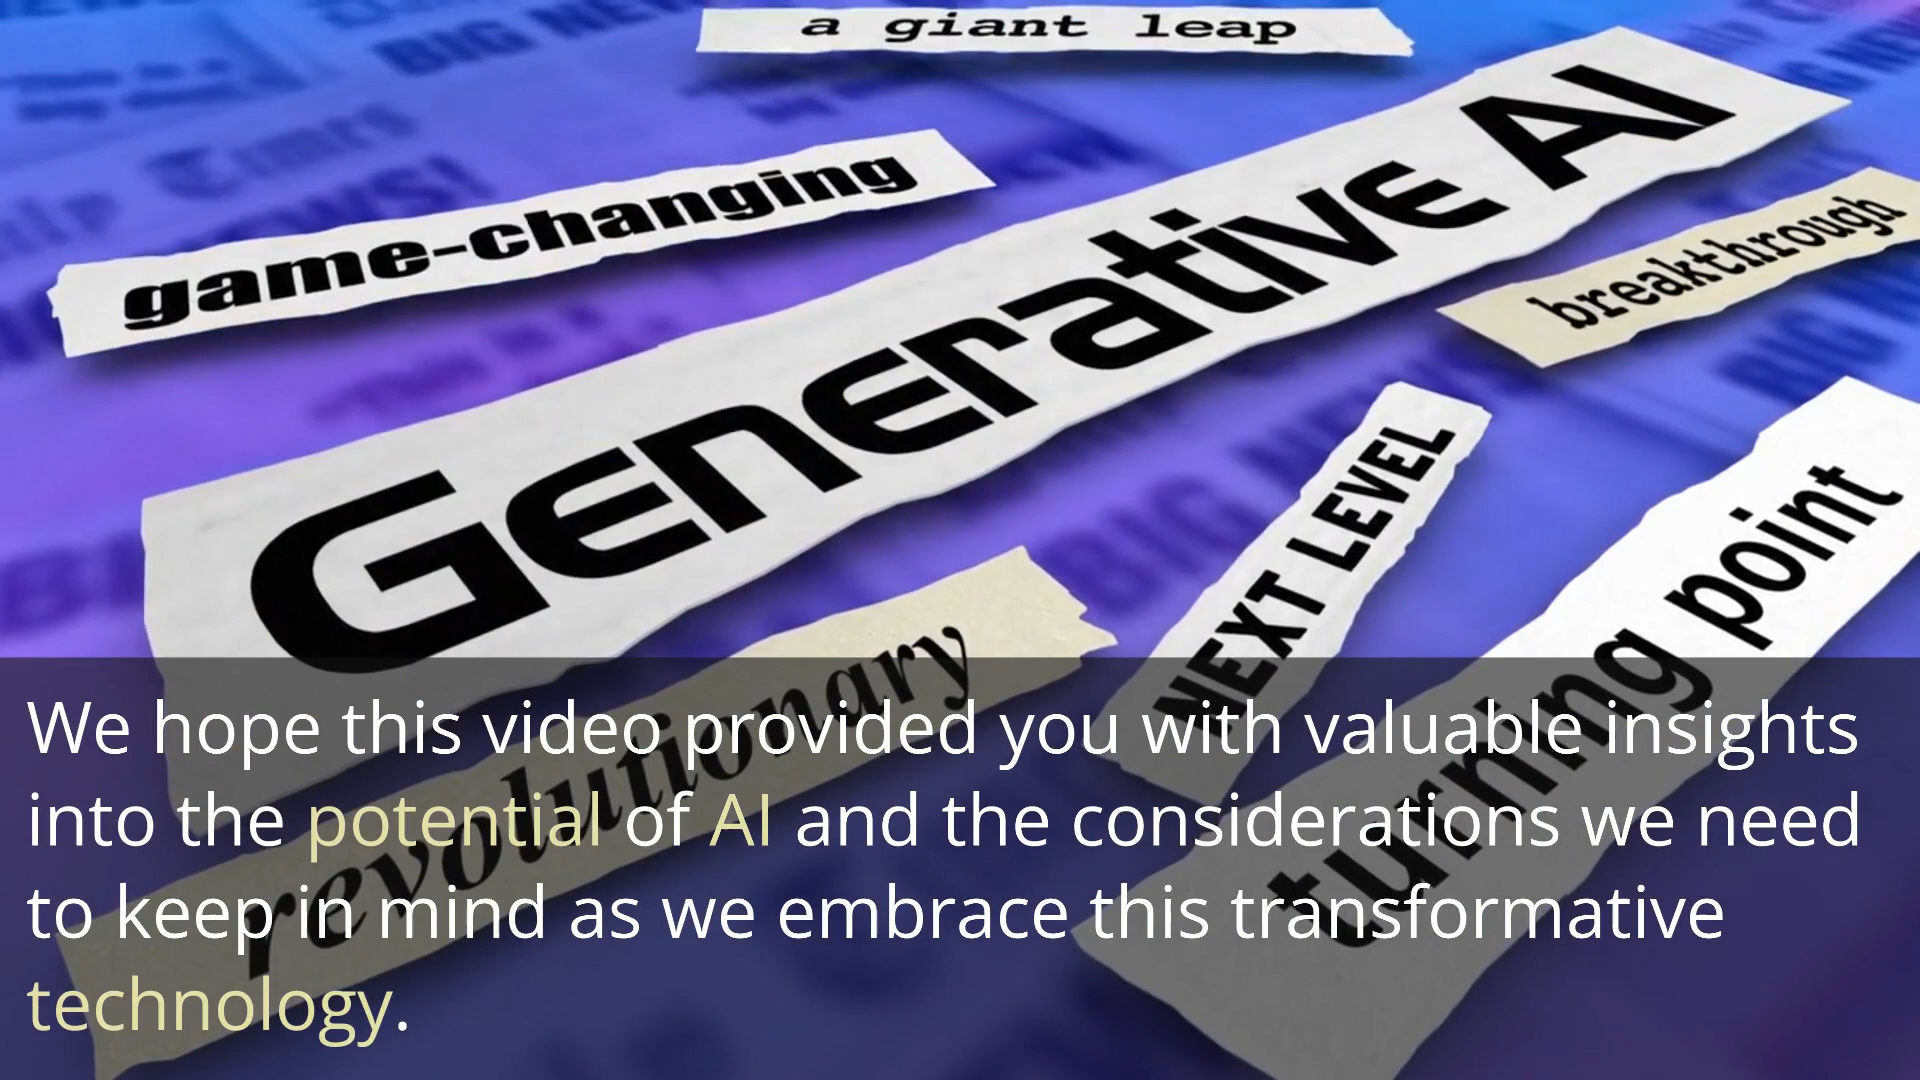 a giant leap
game-changing
Generative AI
breakthrough
NEXT LEVEL
turning point
revolutionary
We hope this video provided you with valuable insights
into the potential of AI and the considerations we need
to keep in mind as we embrace this transformative
technology.